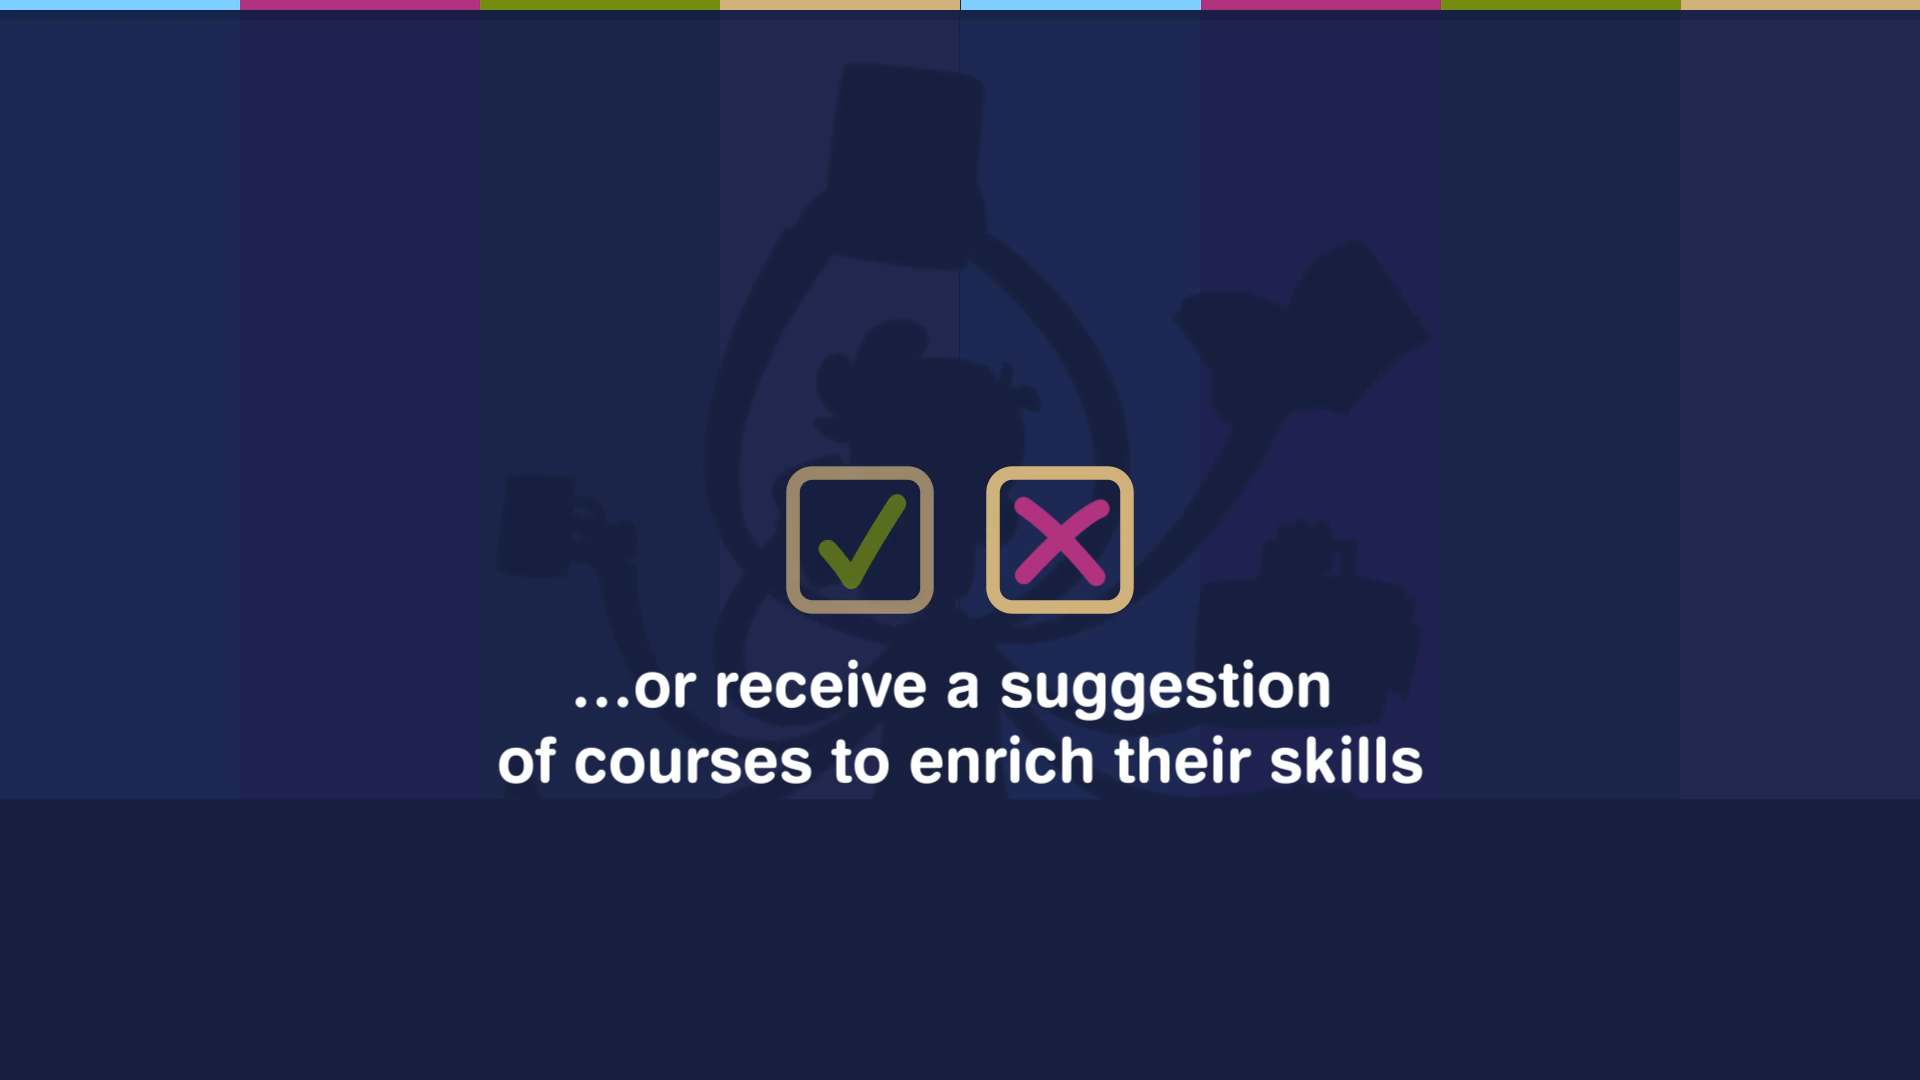 ...or receive a suggestion
of courses to enrich their skills